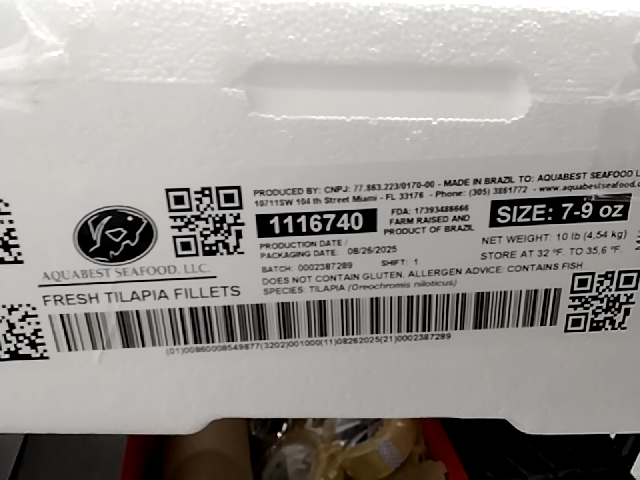 PRODUCED BY: CNPJ: 77.863.223/0170-00 - MADE IN BRAZIL TO: AQUABEST SEAFOOD
10711SW 104 th Street Miami - FL 33176 - Phone: (305) 3861772 - www.aquabestseafood
1116740
FDA: 17393486666
FARM RAISED AND
PRODUCT OF BRAZIL
SIZE: 7-9 oz
PRODUCTION DATE /
PACKAGING DATE: 08/26/2025
NET WEIGHT: 10 lb (4,54 kg)
BATCH: 0002387289 SHIFT: 1
STORE AT 32 °F. TO 35,6 °F.
DOES NOT CONTAIN GLUTEN. ALLERGEN ADVICE: CONTAINS FISH
SPECIES: TILAPIA (Oreochromis niloticus)
AQUABEST SEAFOOD, LLC.
FRESH TILAPIA FILLETS
(01)00860008549877(3202)001000(11)08262025(21)0002387289